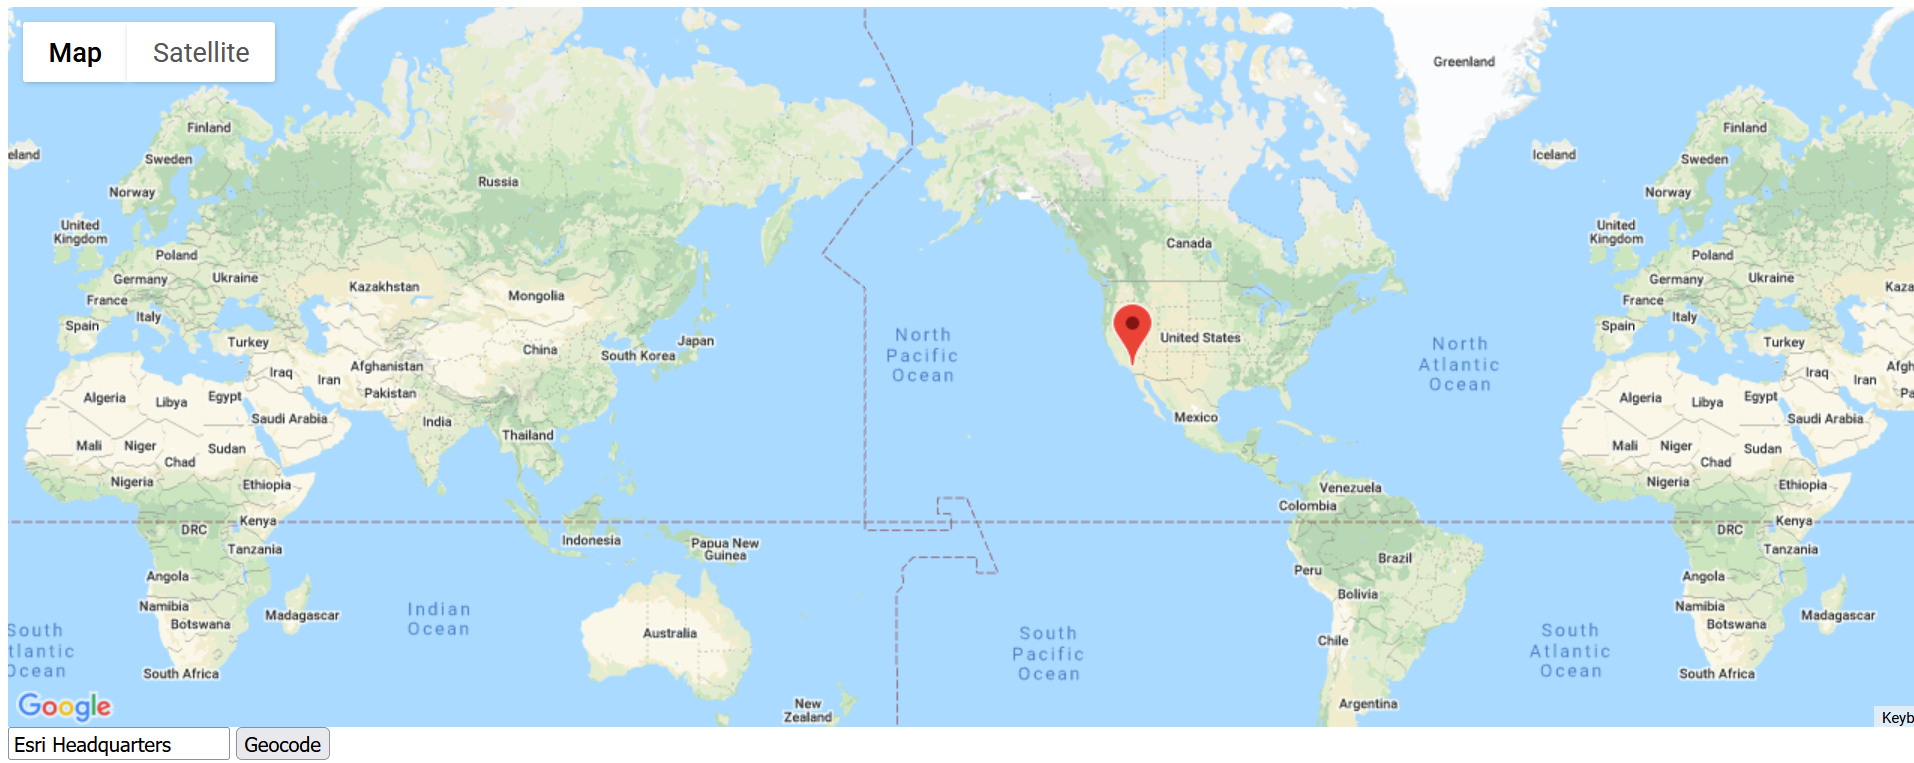 Map
Satellite
Greenland
Finland
Sweden
Norway
Russia
eland
United
Kingdom
Poland
Germany
Ukraine
France
Italy
Spain
Turkey
Kazakhstan
Mongolia
China
Japan
South Korea
Iraq
Iran
Afghanistan
Pakistan
India
Thailand
Algeria
Libya
Egypt
Saudi Arabia
Mali
Niger
Sudan
Chad
Nigeria
Ethiopia
DRC
Kenya
Tanzania
Angola
Namibia
Botswana
Madagascar
South Africa
South
tlantic
Ocean
Indian
Ocean
Indonesia
Papua New
Guinea
Australia
New
Zealand
North
Pacific
Ocean
South
Pacific
Ocean
Canada
United States
Mexico
Venezuela
Colombia
Brazil
Peru
Bolivia
Chile
Argentina
North
Atlantic
Ocean
South
Atlantic
Ocean
Iceland
Finland
Sweden
Norway
United
Kingdom
Poland
Germany
Ukraine
France
Italy
Spain
Turkey
Kaza
Iraq
Iran
Afgh
Pa
Algeria
Libya
Egypt
Saudi Arabia
Mali
Niger
Sudan
Chad
Nigeria
Ethiopia
DRC
Kenya
Tanzania
Angola
Namibia
Botswana
Madagascar
South Africa
Google
Keyb
Esri Headquarters
Geocode